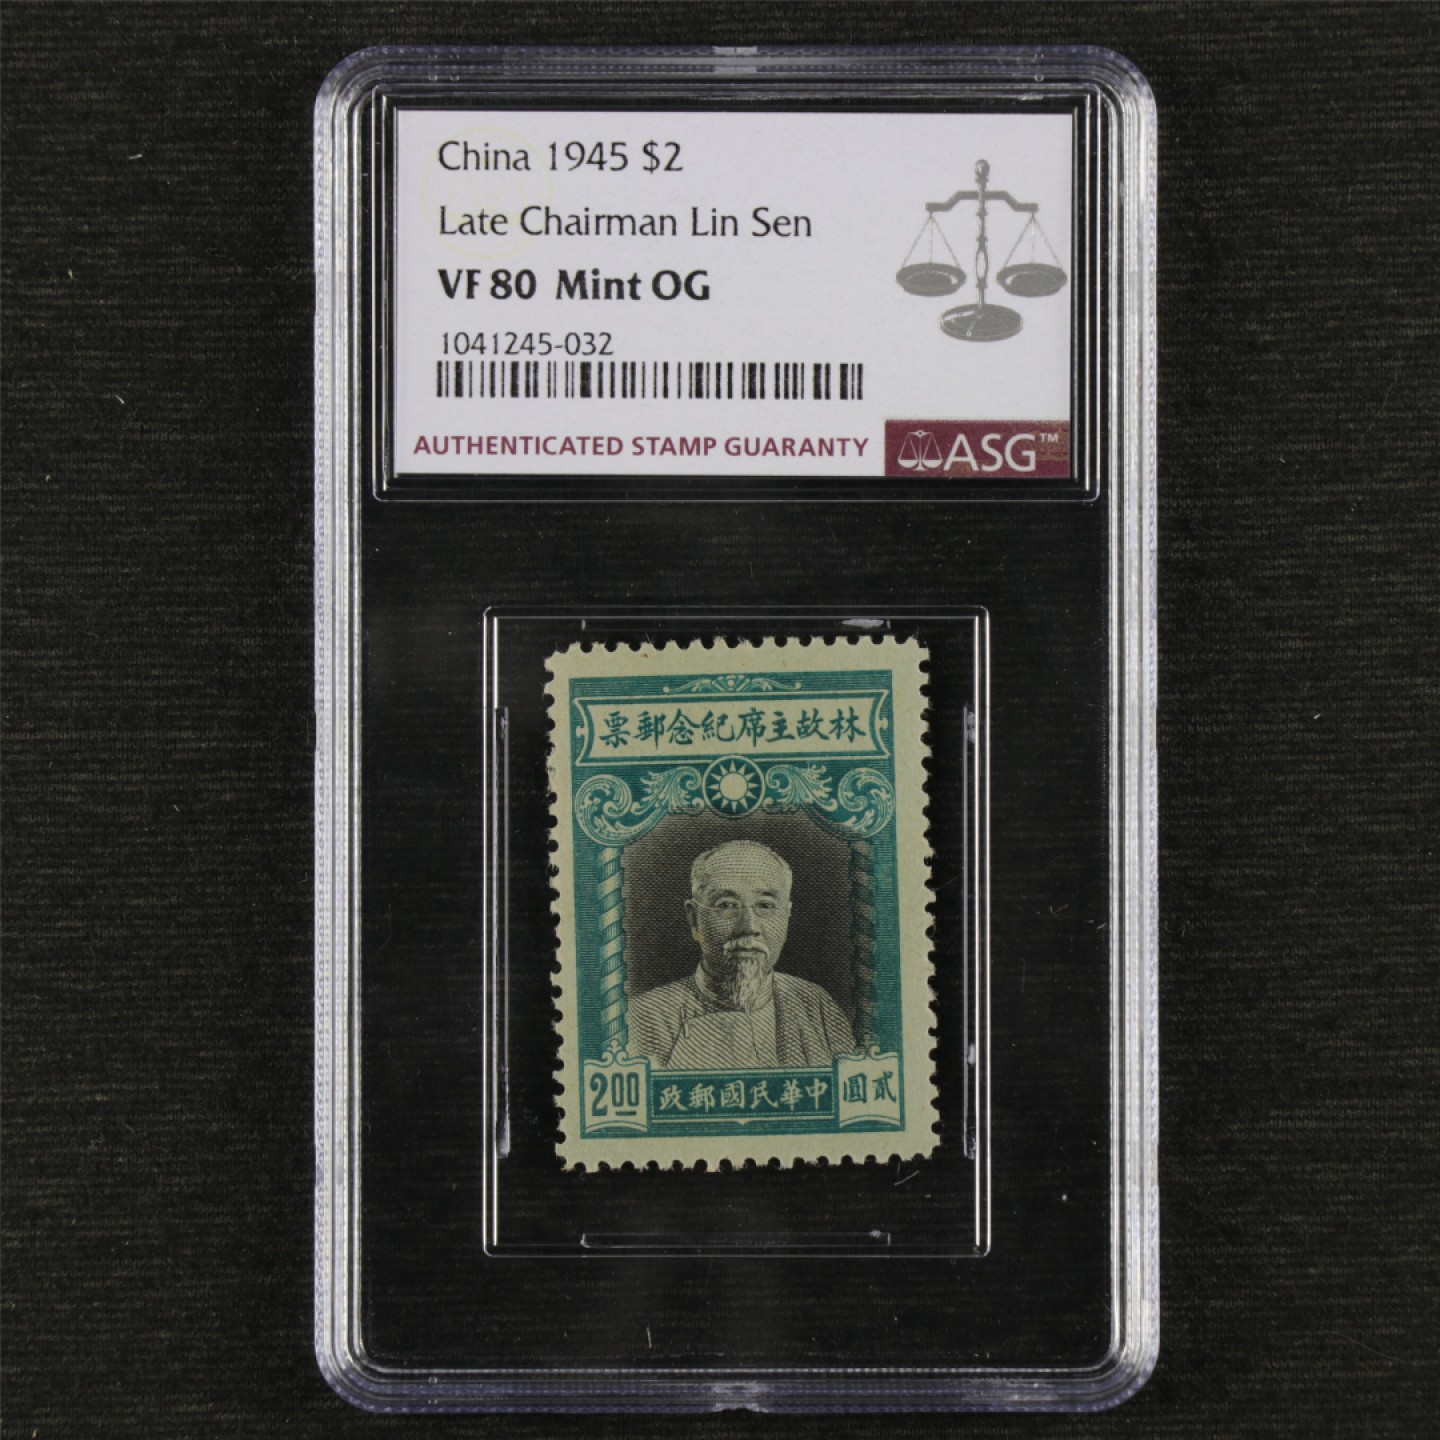 China 1945 $2
Late Chairman Lin Sen
VF 80 Mint OG
1041245-032
AUTHENTICATED STAMP GUARANTY
ASG™
票郵念紀席主故林
2.00
政郵國民華中
圓貳